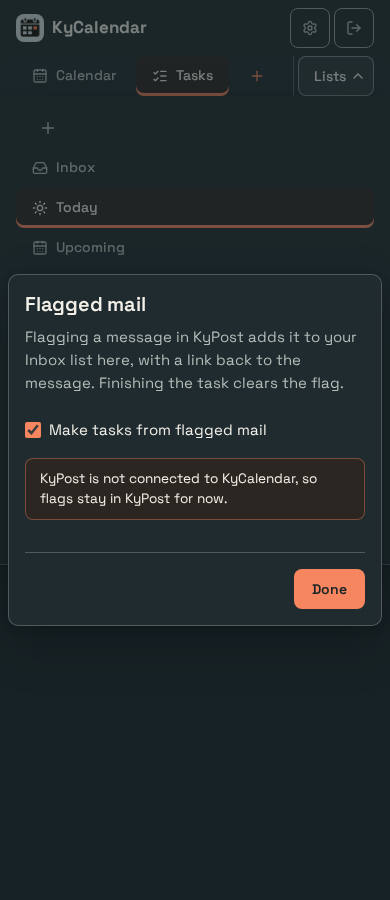 KyCalendar
Calendar
Tasks
+
Lists
+
Inbox
Today
Upcoming
Flagged mail
Flagging a message in KyPost adds it to your
Inbox list here, with a link back to the
message. Finishing the task clears the flag.
Make tasks from flagged mail
KyPost is not connected to KyCalendar, so
flags stay in KyPost for now.
Done